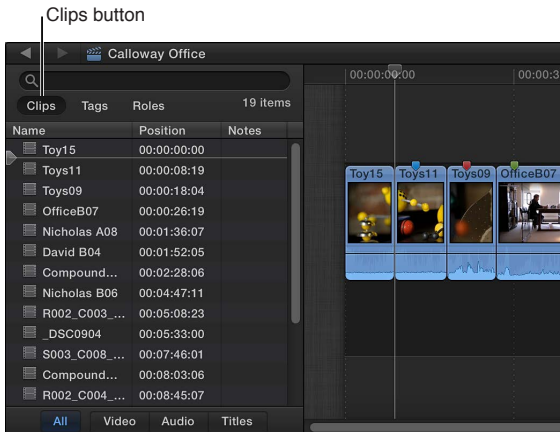 Clips button
Calloway Office
Clips Tags Roles 19 items
Name Position Notes
Toy15 00:00:00:00
Toys11 00:00:08:19
Toys09 00:00:18:04
OfficeB07 00:00:26:19
Nicholas A08 00:01:36:07
David B04 00:01:52:05
Compound... 00:02:28:06
Nicholas B06 00:04:47:11
R002_C003_... 00:05:08:23
_DSC0904 00:05:33:00
S003_C008_... 00:07:46:01
Compound... 00:08:03:06
R002_C004_... 00:08:45:07
All Video Audio Titles
00:00:00:00 00:00:3
Toy15 Toys11 Toys09 OfficeB07